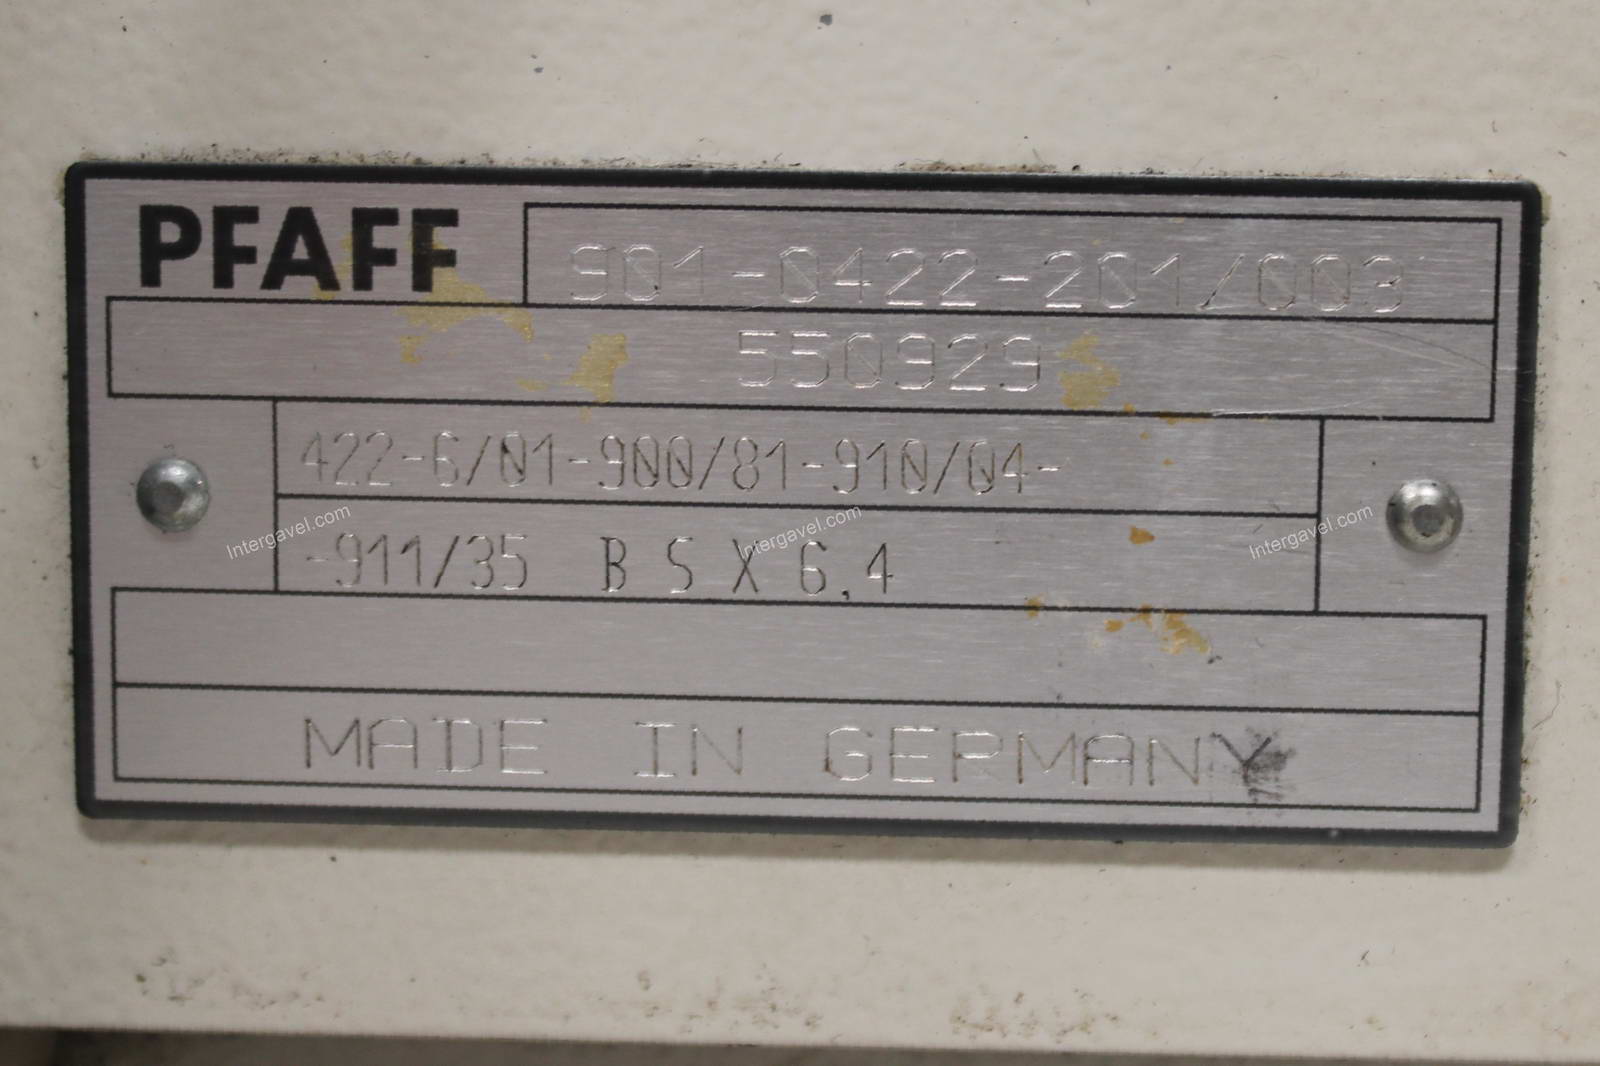 PFAFF
901-0422-201/003
550929
422-6/01-900/81-910/04-
-911/35 B S X 6,4
MADE IN GERMANY
Intergavel.com
Intergavel.com
Intergavel.com